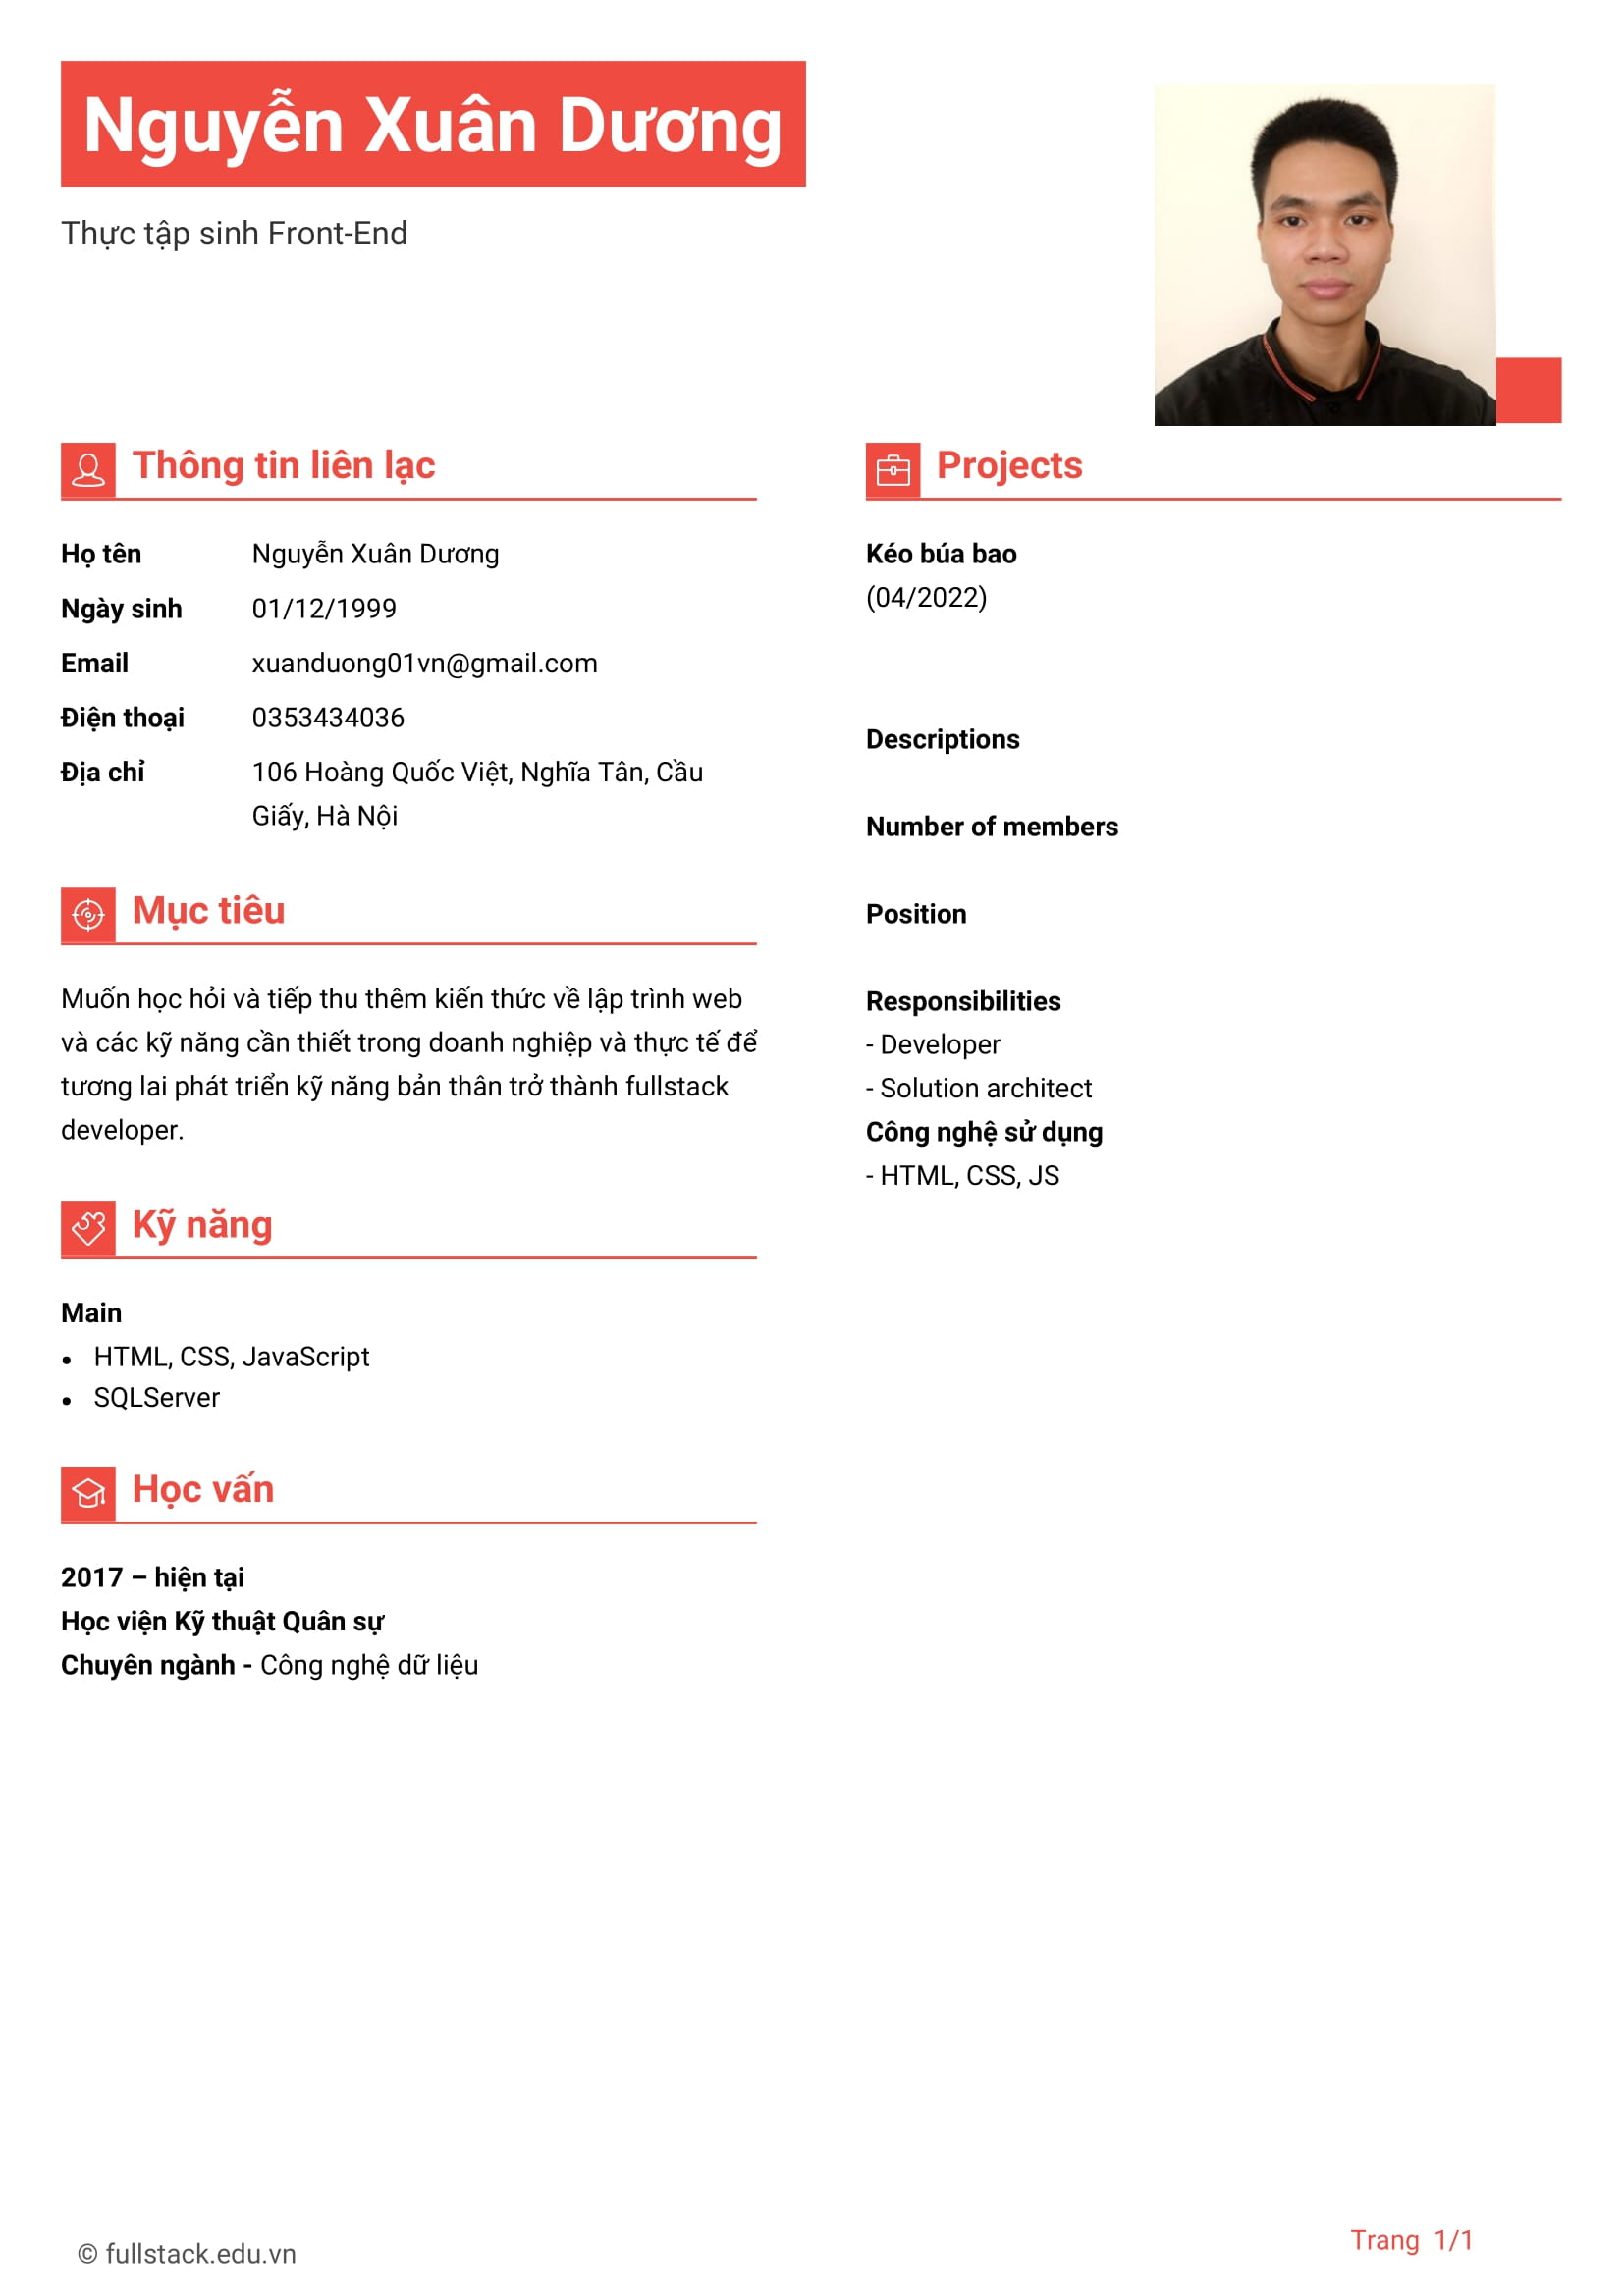 Nguyễn Xuân Dương
Thực tập sinh Front-End
Thông tin liên lạc
Họ tên Nguyễn Xuân Dương
Ngày sinh 01/12/1999
Email xuanduong01vn@gmail.com
Điện thoại 0353434036
Địa chỉ 106 Hoàng Quốc Việt, Nghĩa Tân, Cầu
Giấy, Hà Nội
Mục tiêu
Muốn học hỏi và tiếp thu thêm kiến thức về lập trình web
và các kỹ năng cần thiết trong doanh nghiệp và thực tế để
tương lai phát triển kỹ năng bản thân trở thành fullstack
developer.
Kỹ năng
Main
• HTML, CSS, JavaScript
• SQLServer
Học vấn
2017 – hiện tại
Học viện Kỹ thuật Quân sự
Chuyên ngành - Công nghệ dữ liệu
Projects
Kéo búa bao
(04/2022)
Descriptions
Number of members
Position
Responsibilities
- Developer
- Solution architect
Công nghệ sử dụng
- HTML, CSS, JS
© fullstack.edu.vn
Trang 1/1